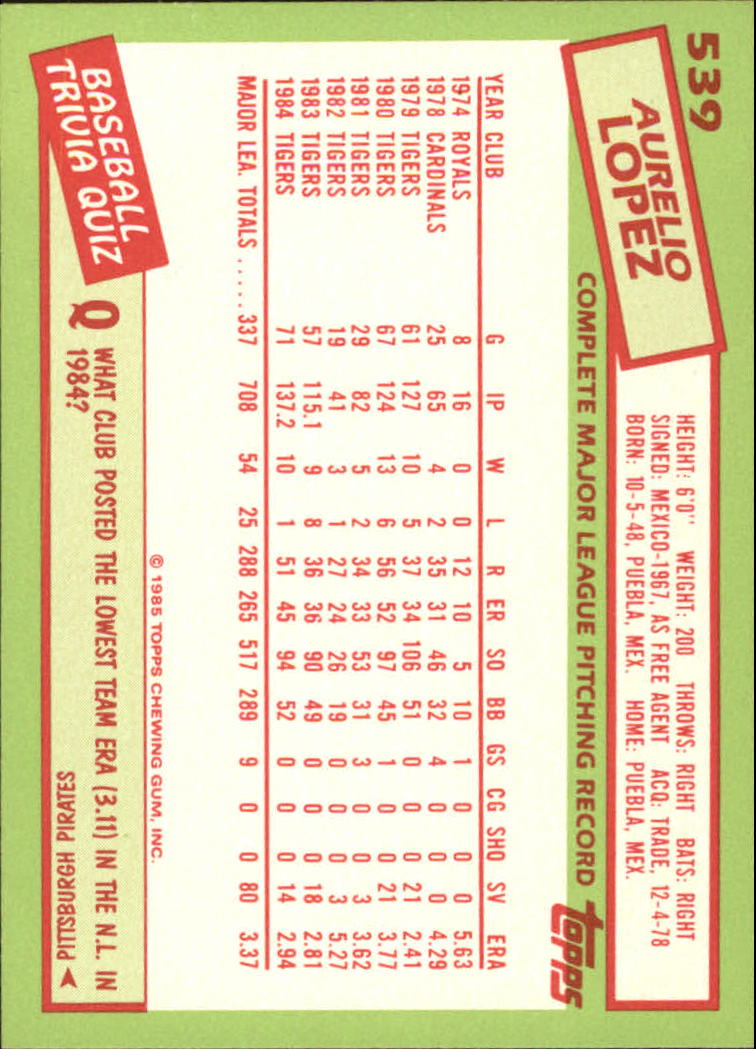 539
AURELIO
LOPEZ
HEIGHT: 6'0" WEIGHT: 200 THROWS: RIGHT BATS: RIGHT
SIGNED: MEXICO-1967, AS FREE AGENT ACQ: TRADE, 12-4-78
BORN: 10-5-48, PUEBLA, MEX. HOME: PUEBLA, MEX.
COMPLETE MAJOR LEAGUE PITCHING RECORD
topps
YEAR CLUB G IP W L R ER SO BB GS CG SHO SV ERA
1974 ROYALS 8 16 0 0 12 10 5 10 1 0 0 0 5.63
1978 CARDINALS 25 65 4 2 35 31 46 32 4 0 0 0 4.29
1979 TIGERS 61 127 10 5 37 34 106 51 0 0 0 21 2.41
1980 TIGERS 67 124 13 6 56 52 97 45 1 0 0 21 3.77
1981 TIGERS 29 82 5 2 34 33 53 31 3 0 0 3 3.62
1982 TIGERS 19 41 3 1 27 24 26 19 0 0 0 3 5.27
1983 TIGERS 57 115.1 9 8 36 36 90 49 0 0 0 18 2.81
1984 TIGERS 71 137.2 10 1 51 45 94 52 0 0 0 14 2.94
MAJOR LEA. TOTALS ..... 337 708 54 25 288 265 517 289 9 0 0 80 3.37
© 1985 TOPPS CHEWING GUM, INC.
BASEBALL
TRIVIA QUIZ
Q WHAT CLUB POSTED THE LOWEST TEAM ERA (3.11) IN THE N.L. IN
1984?
PITTSBURGH PIRATES